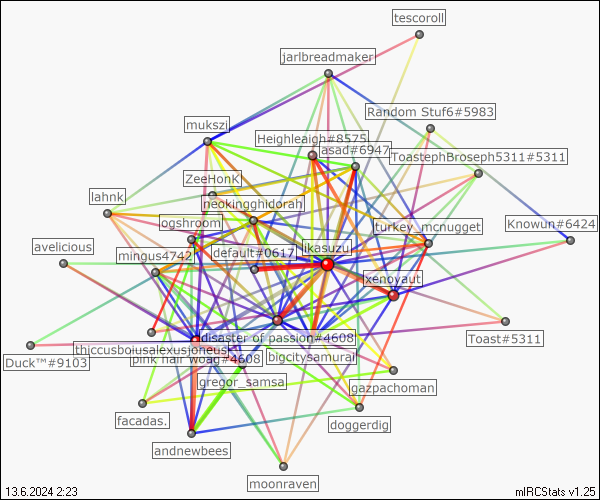 tescoroll
jarlbreadmaker
Random Stuf6#5983
mukszi
Heighleaigh#8575
asad#6947
ToastephBroseph5311#5311
ZeeHonK
lahnk
neokingghidorah
ogshroom
turkey_mcnugget
Knowun#6424
avelicious
mingus4742
default#0617
ikasuzu
xenoyaut
disaster of passion#4608
Toast#5311
thiccusboiusalexusjoneus
Duck™#9103
pink hair woag#4608
bigcitysamurai
gregor_samsa
gazpachoman
facadas.
doggerdig
andnewbees
moonraven
13.6.2024 2:23
mIRCStats v1.25